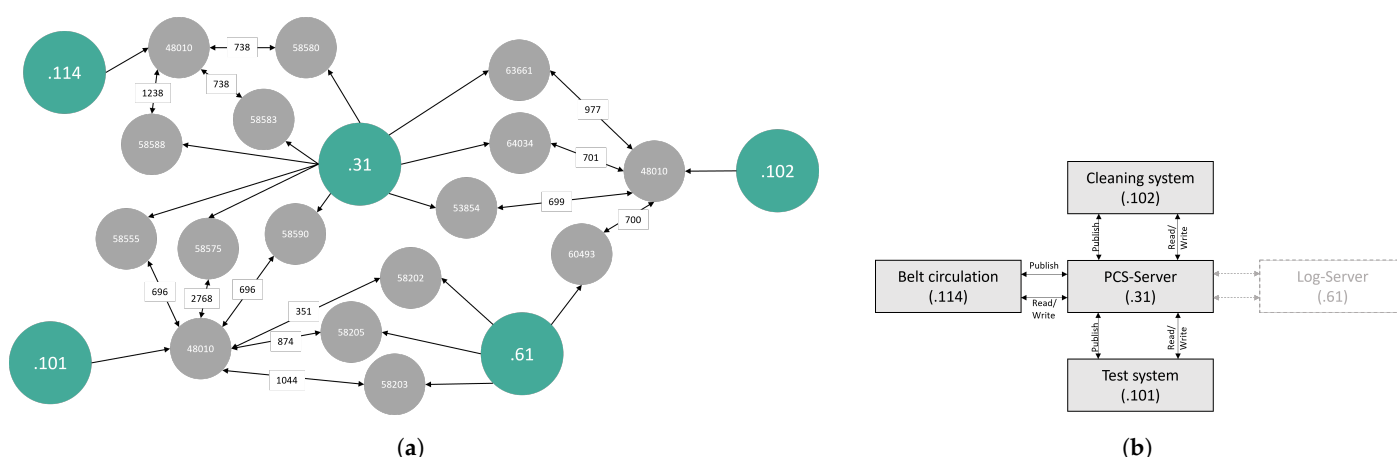 .114
48010
738
58580
1238
738
58588
58583
63661
977
64034
.31
701
48010
.102
53854
699
700
58555
58575
58590
60493
58202
696
2768
696
351
.101
48010
874
58205
.61
1044
58203
(a)
Cleaning system
(.102)
Publish
Read/
Write
Belt circulation
(.114)
Publish
Read/
Write
PCS-Server
(.31)
Log-Server
(.61)
Publish
Read/
Write
Test system
(.101)
(b)